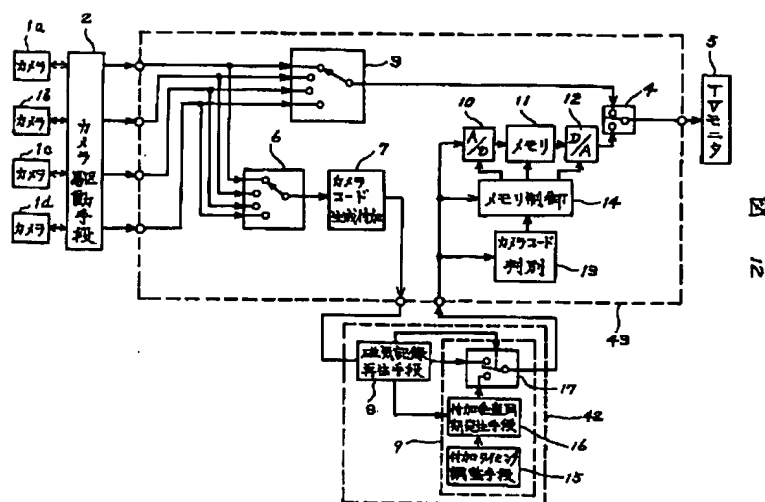 1a
カメラ
1b
カメラ
1c
カメラ
1d
カメラ
2
カメラ駆動手段
3
4
5
TVモニタ
6
7
カメラ
コード
生成付加
10
A/D
11
メモリ
12
D/A
メモリ制御
14
カメラコード
判別
13
43
磁気記録
再生手段
8
17
42
付加垂直同
期発生手段
16
9
付加タイミング
調整手段
15
図 12